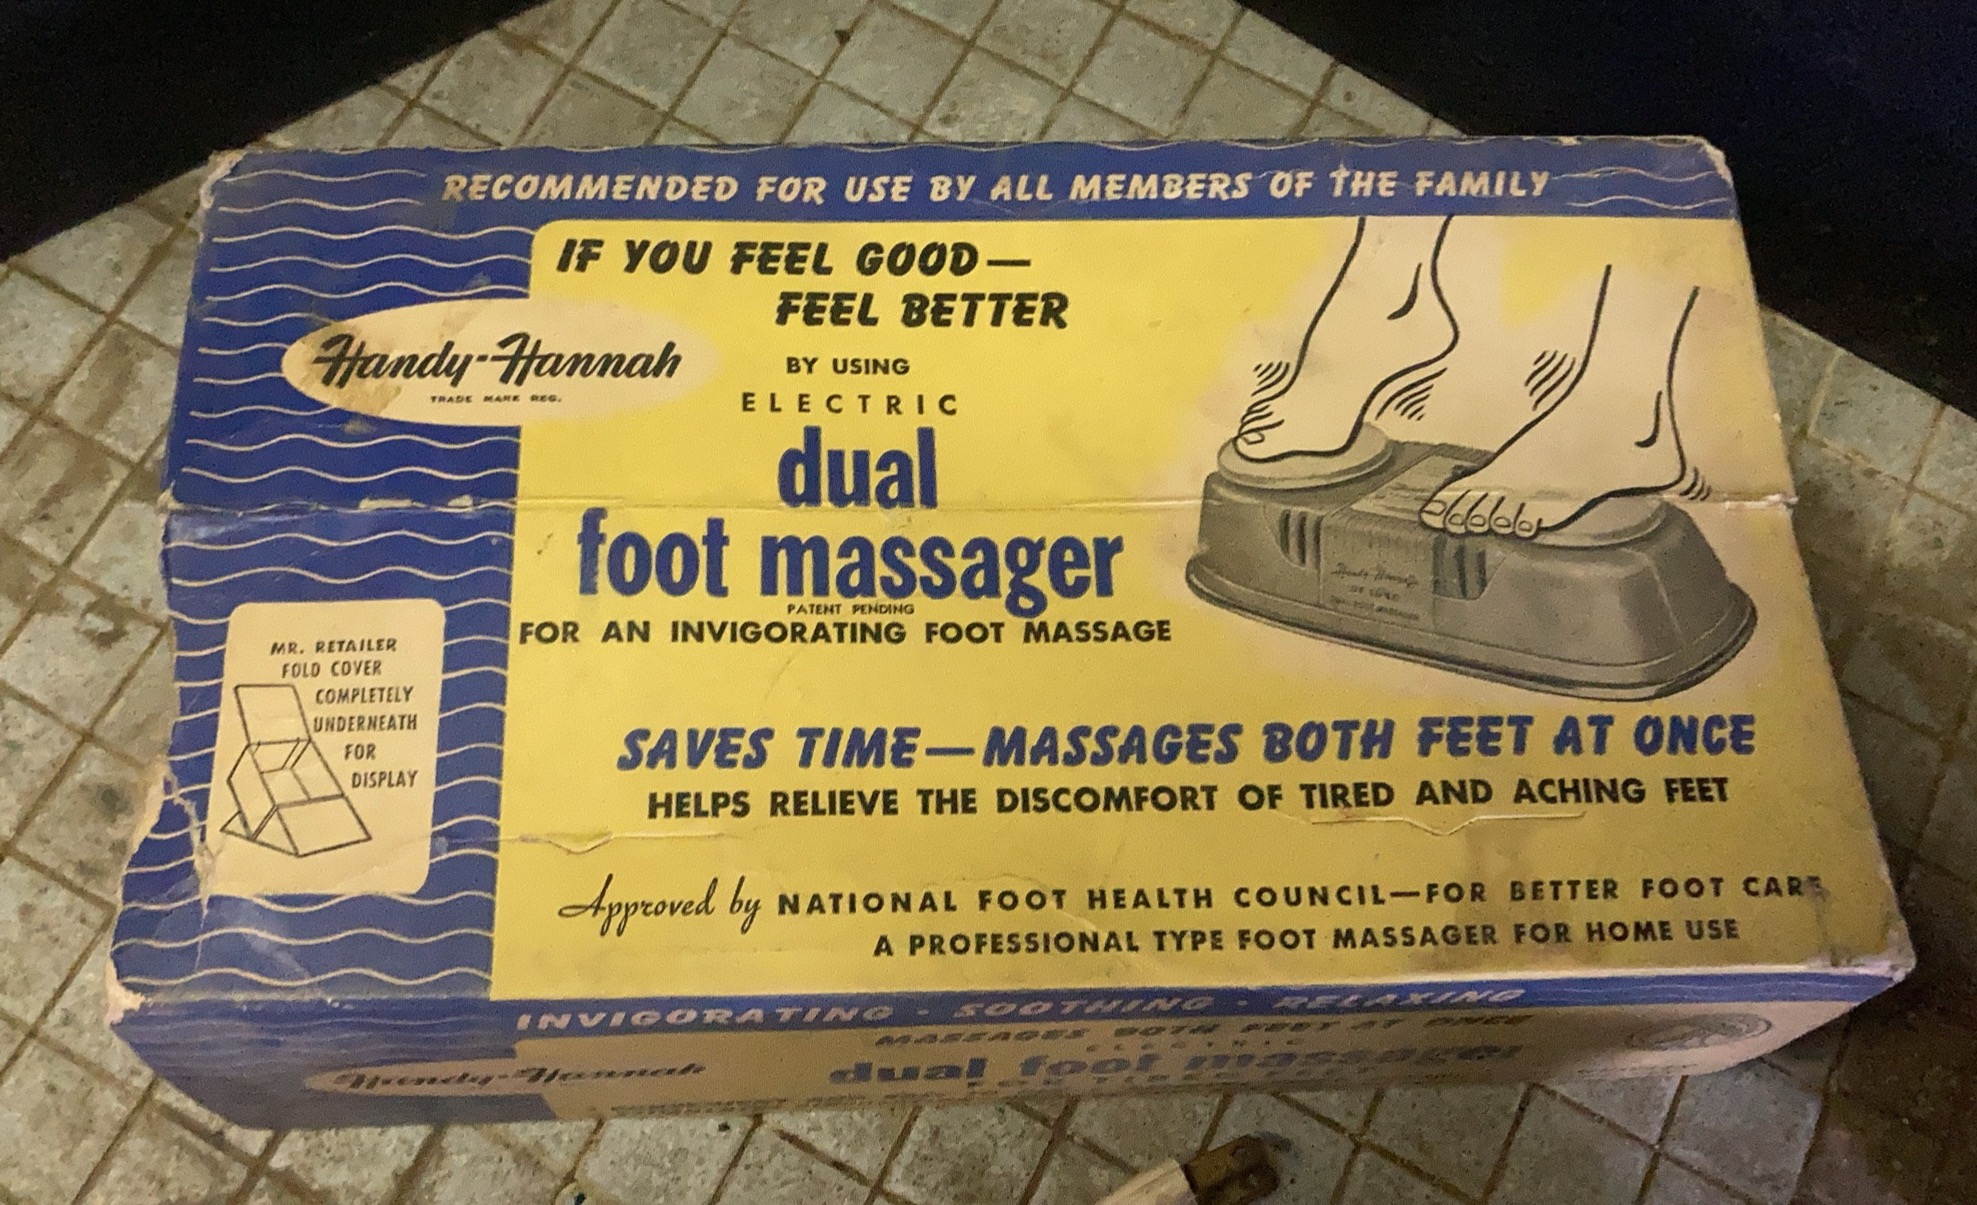 RECOMMENDED FOR USE BY ALL MEMBERS OF THE FAMILY
IF YOU FEEL GOOD—
FEEL BETTER
Handy-Hannah
TRADE MARK REG.
BY USING
ELECTRIC
dual
foot massager
PATENT PENDING
FOR AN INVIGORATING FOOT MASSAGE
Handy-Hannah
MR. RETAILER
FOLD COVER
COMPLETELY
UNDERNEATH
FOR
DISPLAY
SAVES TIME—MASSAGES BOTH FEET AT ONCE
HELPS RELIEVE THE DISCOMFORT OF TIRED AND ACHING FEET
Approved by NATIONAL FOOT HEALTH COUNCIL—FOR BETTER FOOT CARE
A PROFESSIONAL TYPE FOOT MASSAGER FOR HOME USE
INVIGORATING · SOOTHING · RELAXING
MASSAGES BOTH FEET AT ONCE
ELECTRIC
Handy-Hannah
dual foot massager